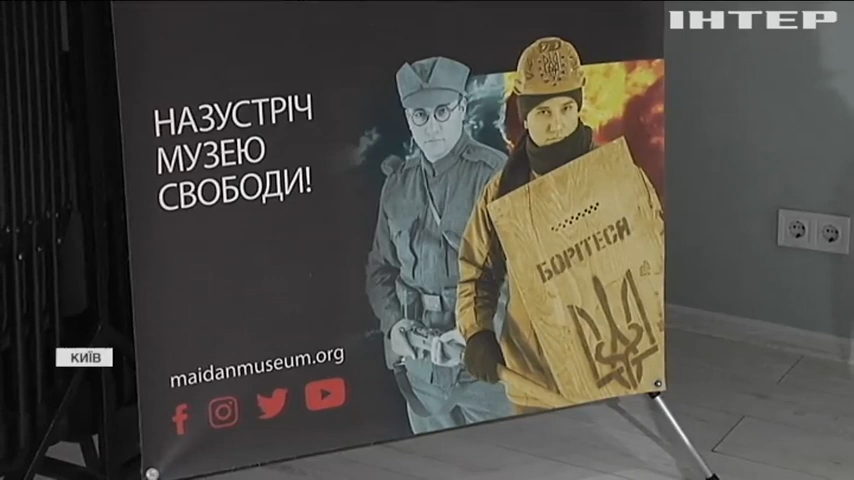 ІНТЕР
НАЗУСТРІЧ
МУЗЕЮ
СВОБОДИ!
БОРІТЕСЯ
КИЇВ
maidanmuseum.org